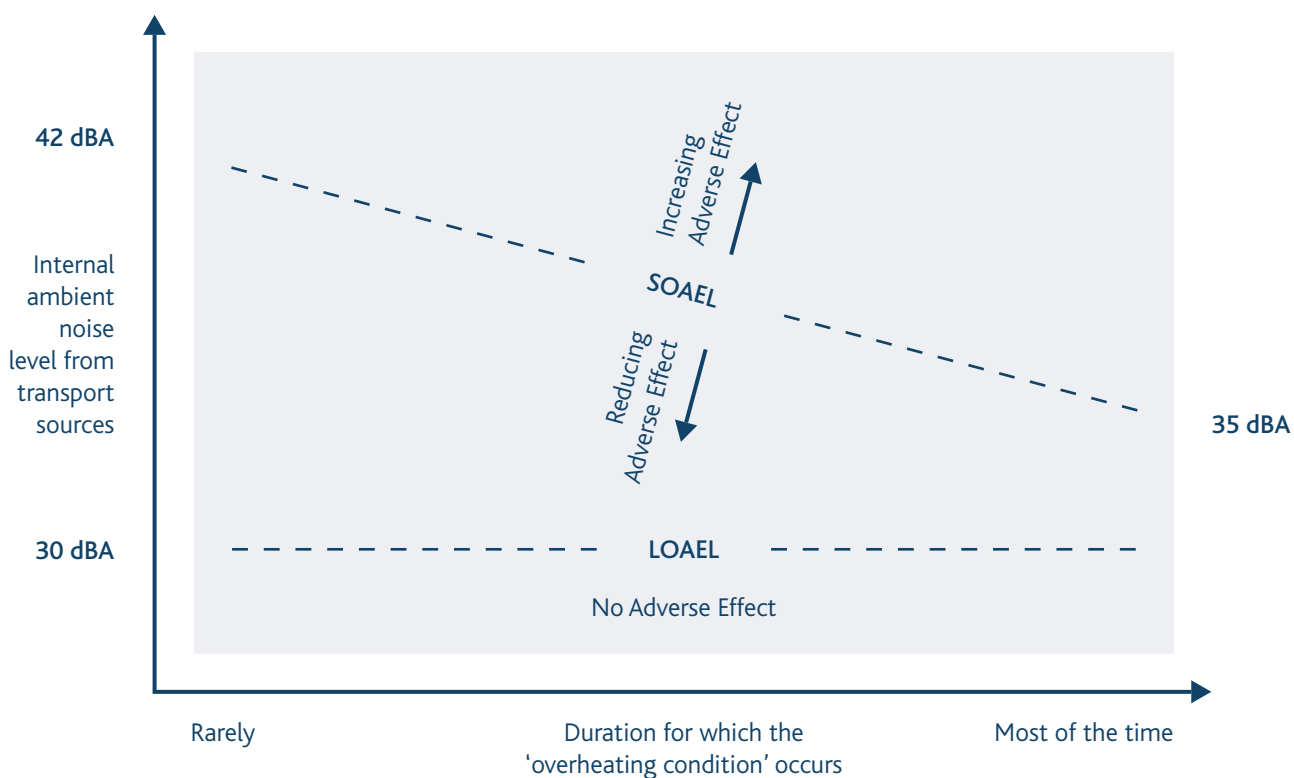 42 dBA
Increasing
Adverse Effect
Internal
ambient
noise
level from
transport
sources
SOAEL
Reducing
Adverse Effect
35 dBA
30 dBA
LOAEL
No Adverse Effect
Rarely
Duration for which the
‘overheating condition’ occurs
Most of the time